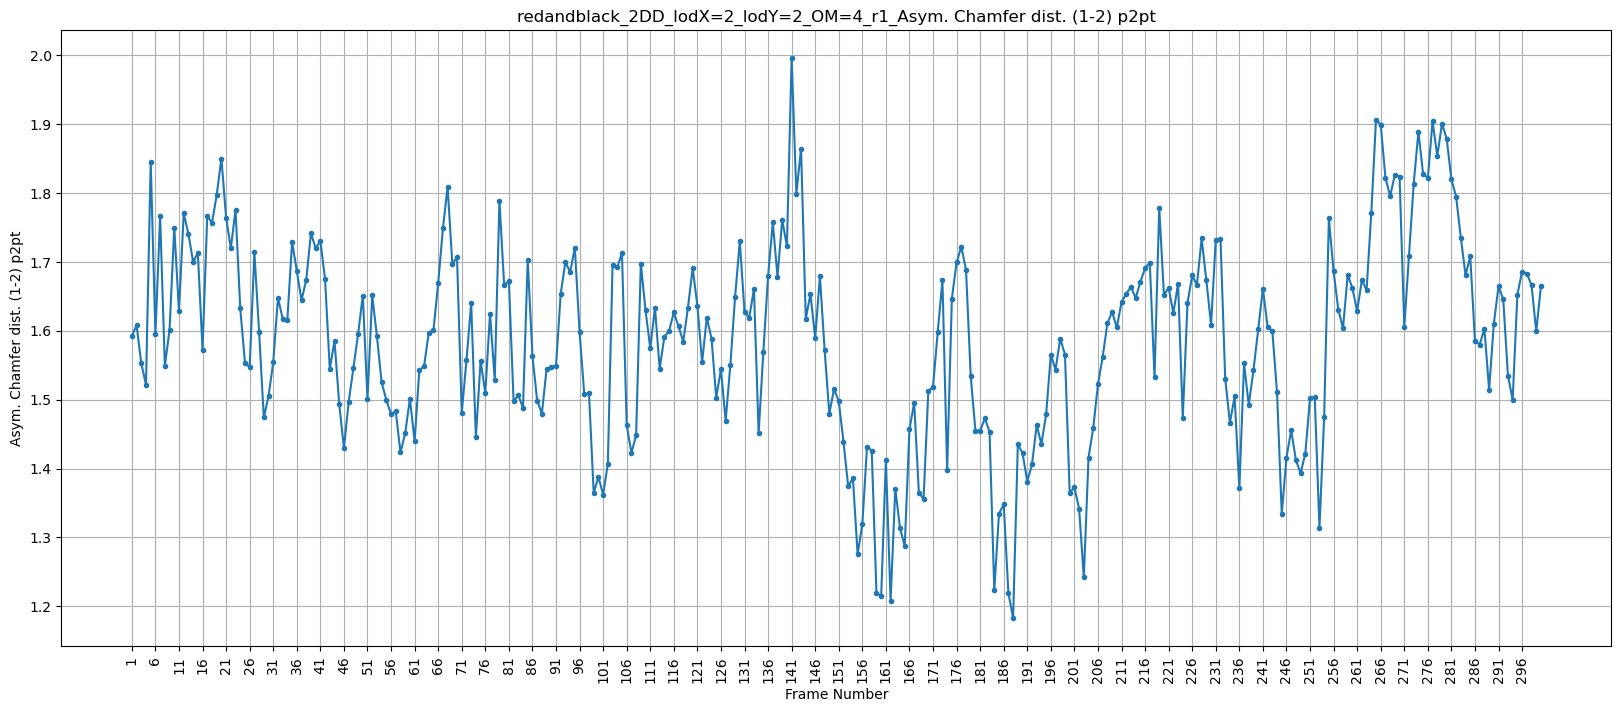 redandblack_2DD_lodX=2_lodY=2_OM=4_r1_Asym. Chamfer dist. (1-2) p2pt
Asym. Chamfer dist. (1-2) p2pt
2.0
1.9
1.8
1.7
1.6
1.5
1.4
1.3
1.2
1 6 11 16 21 26 31 36 41 46 51 56 61 66 71 76 81 86 91 96 101 106 111 116 121 126 131 136 141 146 151 156 161 166 171 176 181 186 191 196 201 206 211 216 221 226 231 236 241 246 251 256 261 266 271 276 281 286 291 296
Frame Number